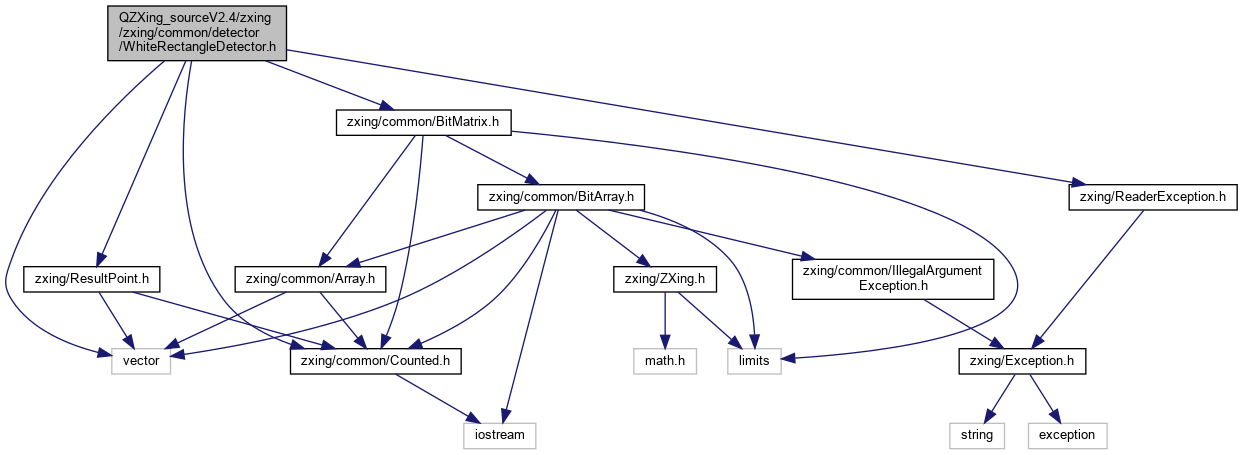 QZXing_sourceV2.4/zxing
/zxing/common/detector
/WhiteRectangleDetector.h
zxing/common/BitMatrix.h
zxing/common/BitArray.h
zxing/ReaderException.h
zxing/ResultPoint.h
zxing/common/Array.h
zxing/ZXing.h
zxing/common/IllegalArgument
Exception.h
vector
zxing/common/Counted.h
math.h
limits
zxing/Exception.h
iostream
string
exception